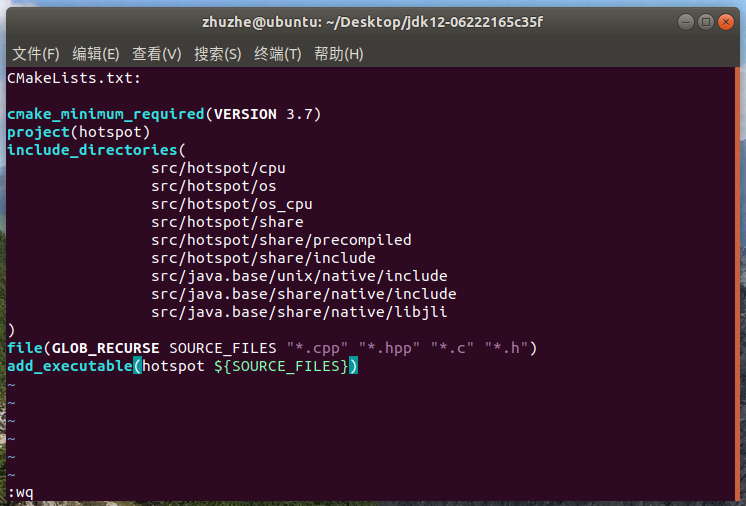 zhuzhe@ubuntu: ~/Desktop/jdk12-06222165c35f
文件(F) 编辑(E) 查看(V) 搜索(S) 终端(T) 帮助(H)
CMakeLists.txt:
cmake_minimum_required(VERSION 3.7)
project(hotspot)
include_directories(
src/hotspot/cpu
src/hotspot/os
src/hotspot/os_cpu
src/hotspot/share
src/hotspot/share/precompiled
src/hotspot/share/include
src/java.base/unix/native/include
src/java.base/share/native/include
src/java.base/share/native/libjli
)
file(GLOB_RECURSE SOURCE_FILES "*.cpp" "*.hpp" "*.c" "*.h")
add_executable(hotspot ${SOURCE_FILES})
~
~
~
~
~
~
:wq